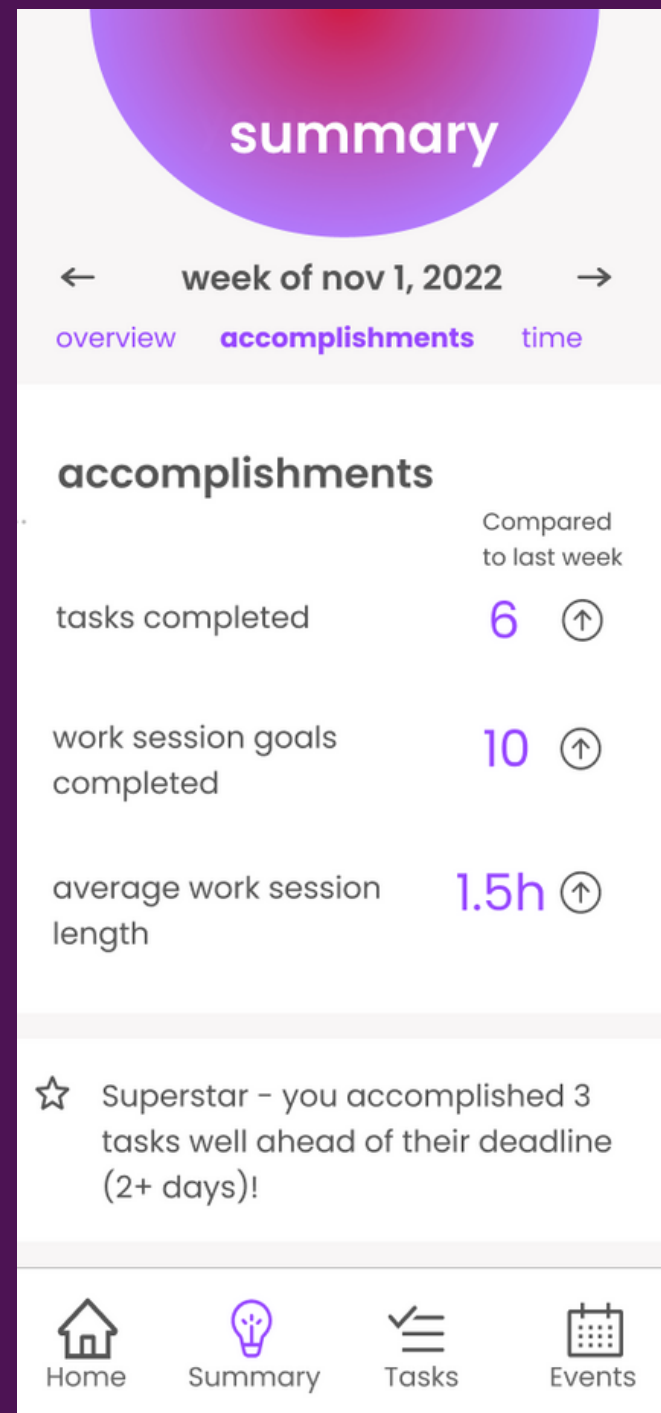 summary
week of nov 1, 2022
overview accomplishments time
accomplishments
Compared
to last week
tasks completed 6
work session goals
completed
10
average work session
length
1.5h
Superstar - you accomplished 3
tasks well ahead of their deadline
(2+ days)!
Home Summary Tasks Events